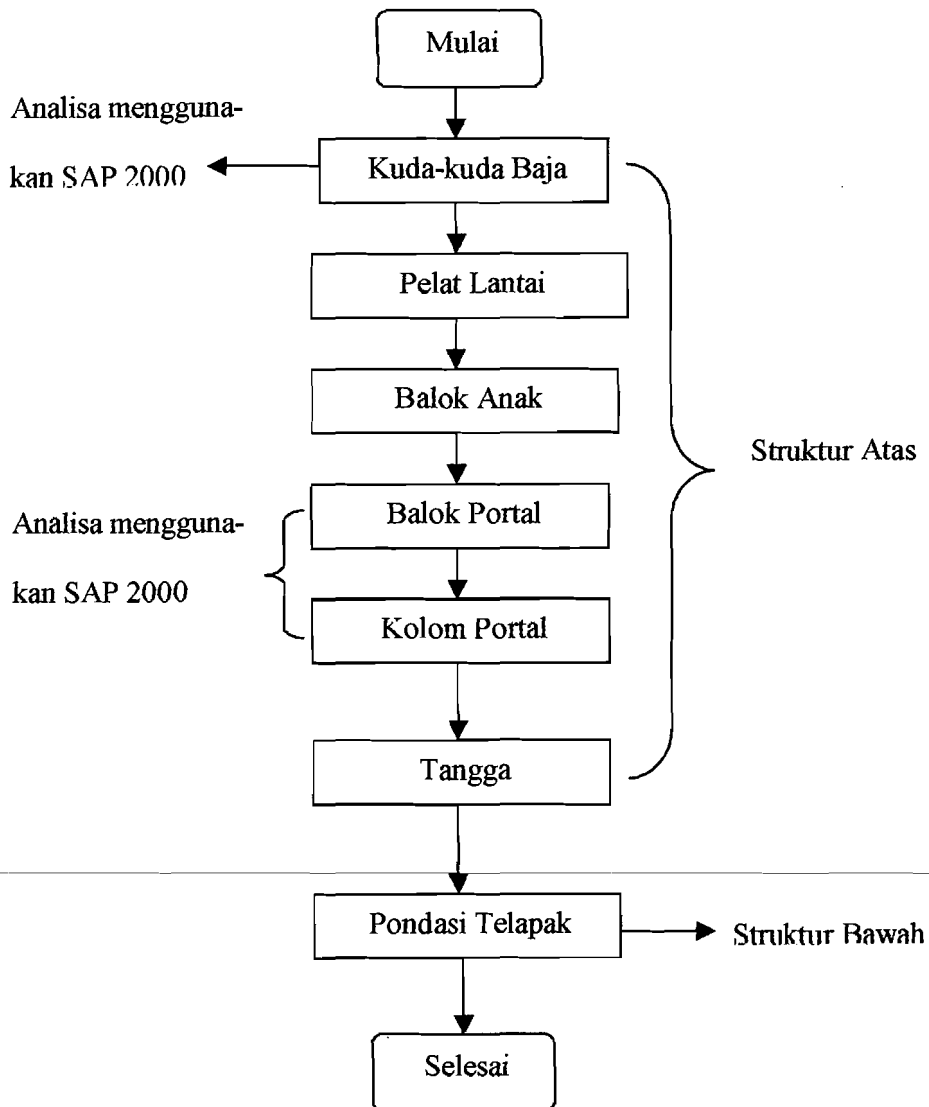 Mulai
Analisa mengguna-
kan SAP 2000
Kuda-kuda Baja
Pelat Lantai
Balok Anak
Struktur Atas
Balok Portal
Analisa mengguna-
kan SAP 2000
Kolom Portal
Tangga
Pondasi Telapak
Struktur Bawah
Selesai